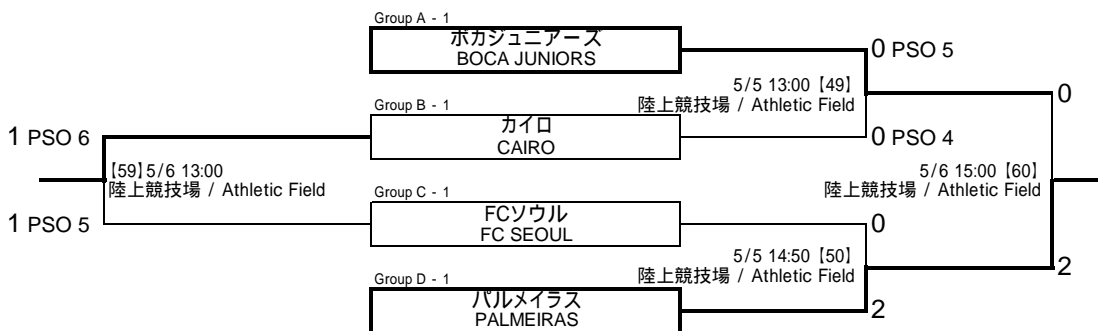 Group A - 1
ボカジュニアーズ
BOCA JUNIORS
0 PSO 5
5/5 13:00【49】
陸上競技場 / Athletic Field
0
Group B - 1
カイロ
CAIRO
1 PSO 6
0 PSO 4
【59】5/6 13:00
陸上競技場 / Athletic Field
5/6 15:00【60】
陸上競技場 / Athletic Field
Group C - 1
FCソウル
FC SEOUL
1 PSO 5
0
5/5 14:50【50】
陸上競技場 / Athletic Field
2
Group D - 1
パルメイラス
PALMEIRAS
2